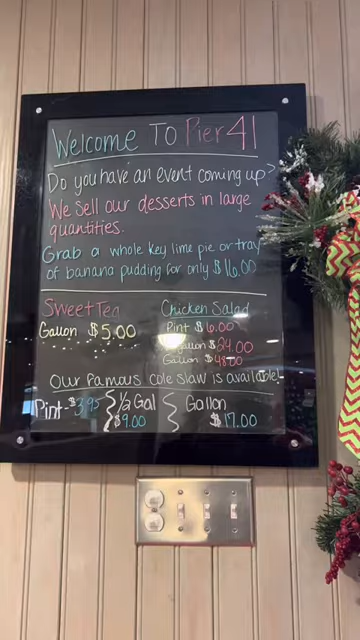 Welcome To Pier 41
Do you have an event coming up?
We Sell our desserts in large
quantities.
Grab a whole key lime pie or tray
of banana pudding for only $16.00
Sweet Tea
Gallon $5.00
Chicken Salad
Pint $6.00
1/2 gallon $24.00
Gallon $48.00
Our famous cole slaw is available!
Pint - $3.95
1/2 Gal
$9.00
Gallon
$17.00